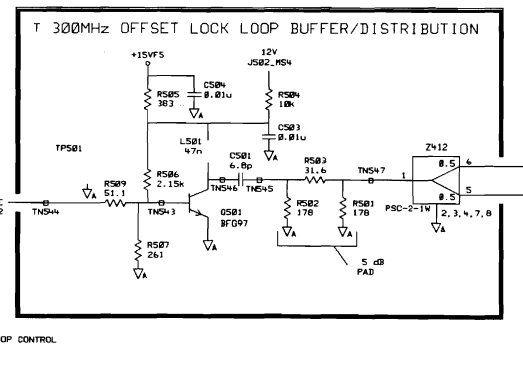 T 300MHz OFFSET LOCK LOOP BUFFER/DISTRIBUTION
+15VFS
12V
J502_MS4
C504
0.01u
R505
383
R504
10k
C503
0.01u
TP501
L501
47n
Z412
C501
6.8p
R503
31.6
TN547
0.5
6
1
R506
2.15k
TN546
TN545
R509
51.1
0.5
5
PSC-2-1W
TN544
TN543
Q501
BFG97
R502
178
R501
178
2,3,4,7,8
R507
261
5 dB
PAD
A
A
A
A
A
A
A
A
OP CONTROL